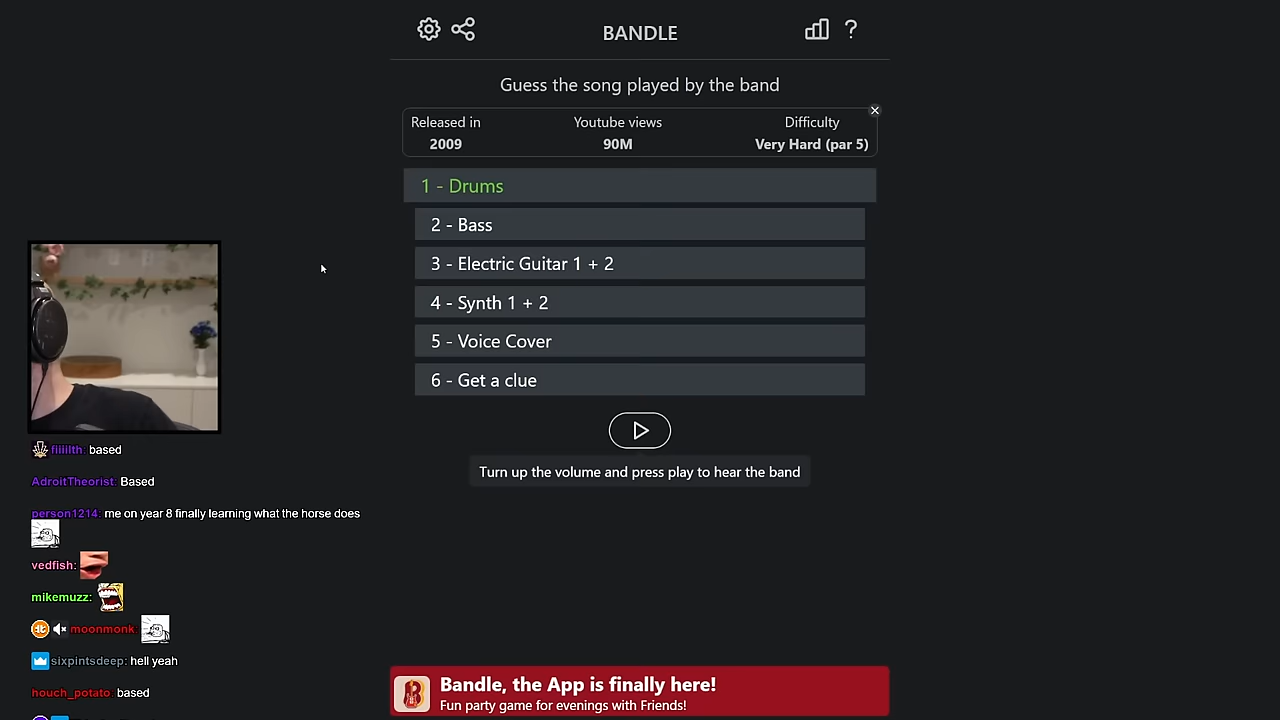 BANDLE
?
Guess the song played by the band
Released in
2009
Youtube views
90M
Difficulty
Very Hard (par 5)
1 - Drums
2 - Bass
3 - Electric Guitar 1 + 2
4 - Synth 1 + 2
5 - Voice Cover
6 - Get a clue
Turn up the volume and press play to hear the band
fiiiilth: based
AdroitTheorist: Based
person1214: me on year 8 finally learning what the horse does
vedfish:
mikemuzz:
moonmonk:
sixpintsdeep: hell yeah
houch_potato: based
Bandle, the App is finally here!
Fun party game for evenings with Friends!